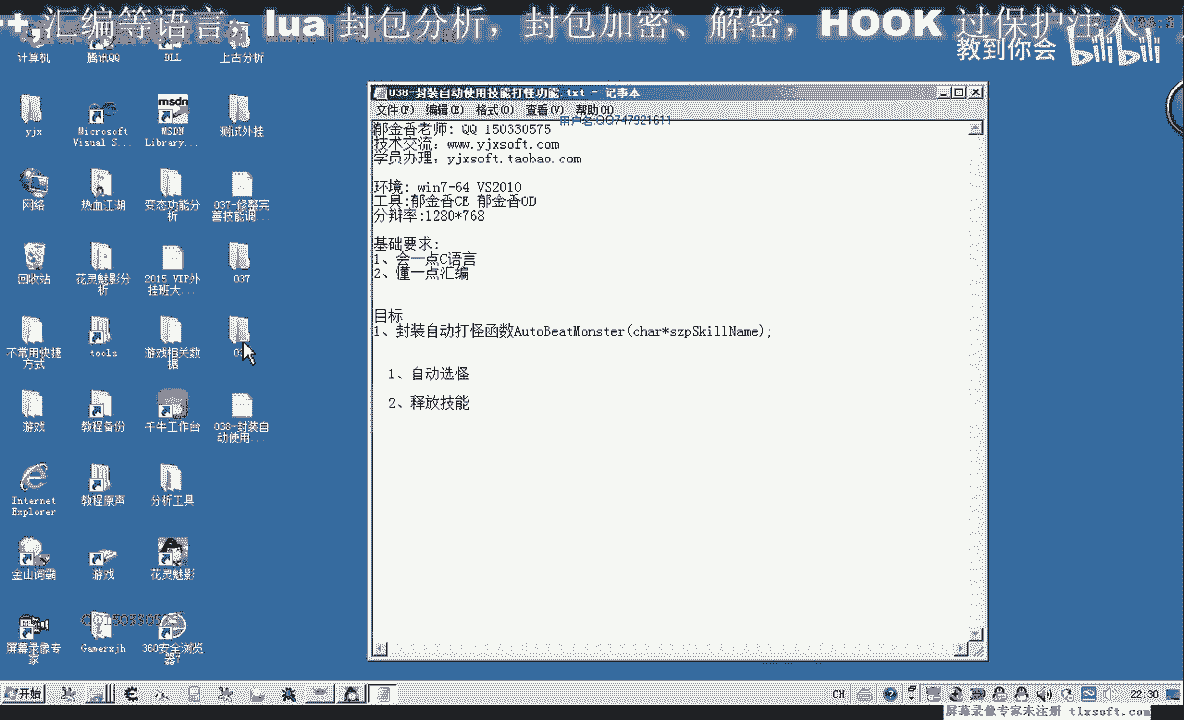 ++,汇编等语言，lua 封包分析，封包加密、解密，HOOK 过保护注入
教到你会 bilibili
计算机
腾讯QQ
DLL
上古分析
038-封装自动使用技能打怪功能.txt - 记事本
文件(F) 编辑(E) 格式(O) 查看(V) 帮助(H)
用户名:QQ747921611
郁金香老师: QQ 150330575
技术交流: www.yjxsoft.com
学员办理: yjxsoft.taobao.com
环境: win7-64 VS2010
工具:郁金香CE 郁金香OD
分辩率:1280*768
基础要求:
1、会一点C语言
2、懂一点汇编
目标
1、封装自动打怪函数AutoBeatMonster(char*szpSkillName);
1、自动选怪
2、释放技能
yjx
Microsoft Visual S...
MSDN Library...
测试外挂
网络
热血江湖
变态功能分析
037-修整完善技能调...
回收站
花灵魅影分析
2015 VIP外挂班大...
037
不常用快捷方式
tools
游戏相关数据
游戏
教程备份
千牛工作台
038-封装自动使用...
Internet Explorer
教程原声
分析工具
金山词霸
游戏
花灵魅影
屏幕录像专家
Gamerxjh
360安全浏览器7
开始
CH
22:30
屏幕录像专家未注册 tlxsoft.com